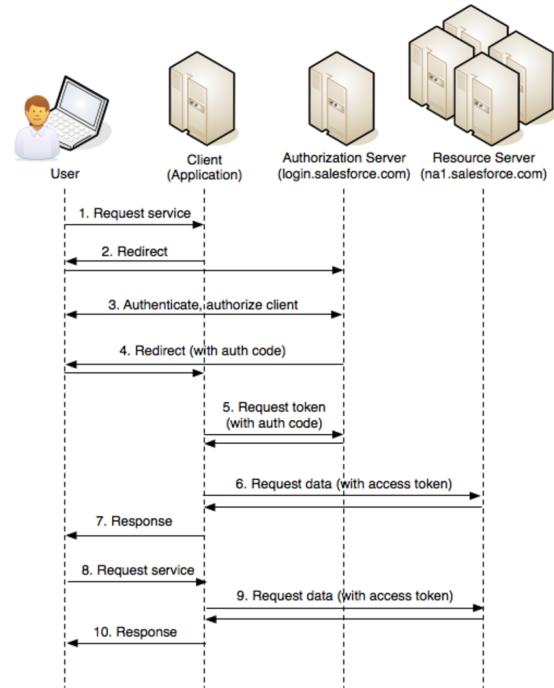 User
Client
(Application)
Authorization Server
(login.salesforce.com)
Resource Server
(na1.salesforce.com)
1. Request service
2. Redirect
3. Authenticate, authorize client
4. Redirect (with auth code)
5. Request token
(with auth code)
6. Request data (with access token)
7. Response
8. Request service
9. Request data (with access token)
10. Response